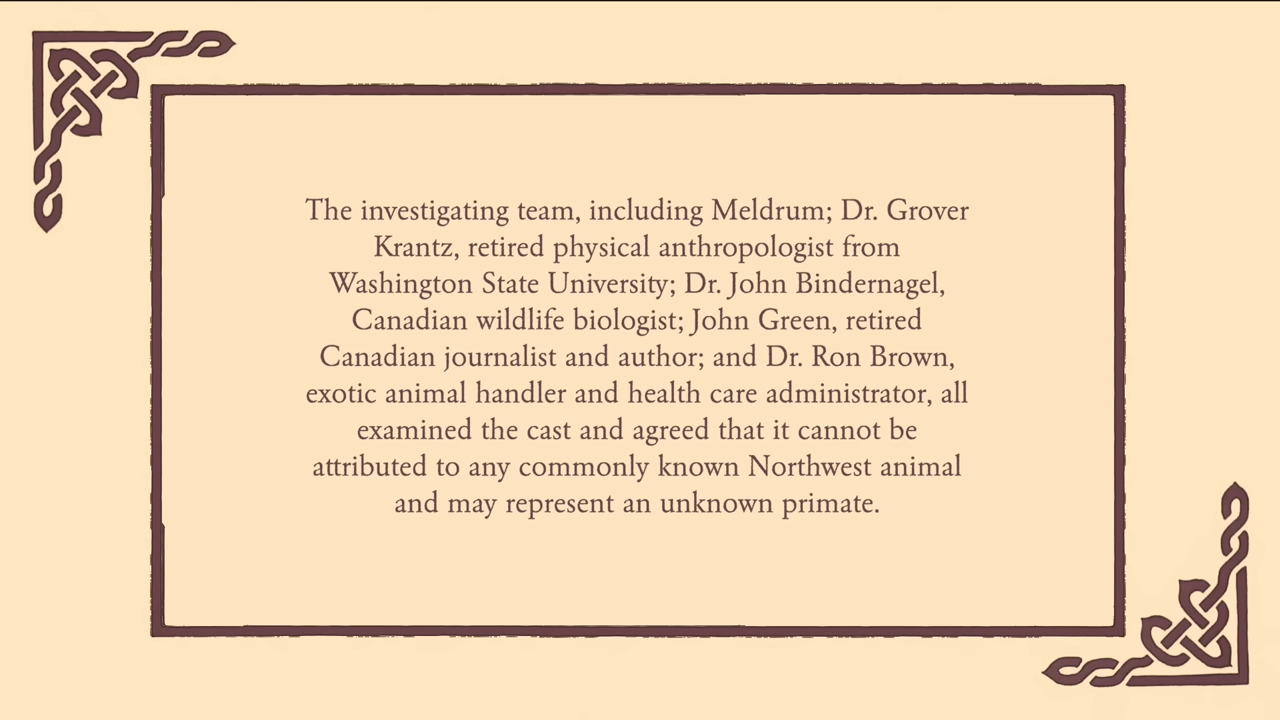 The investigating team, including Meldrum; Dr. Grover
Krantz, retired physical anthropologist from
Washington State University; Dr. John Bindernagel,
Canadian wildlife biologist; John Green, retired
Canadian journalist and author; and Dr. Ron Brown,
exotic animal handler and health care administrator, all
examined the cast and agreed that it cannot be
attributed to any commonly known Northwest animal
and may represent an unknown primate.